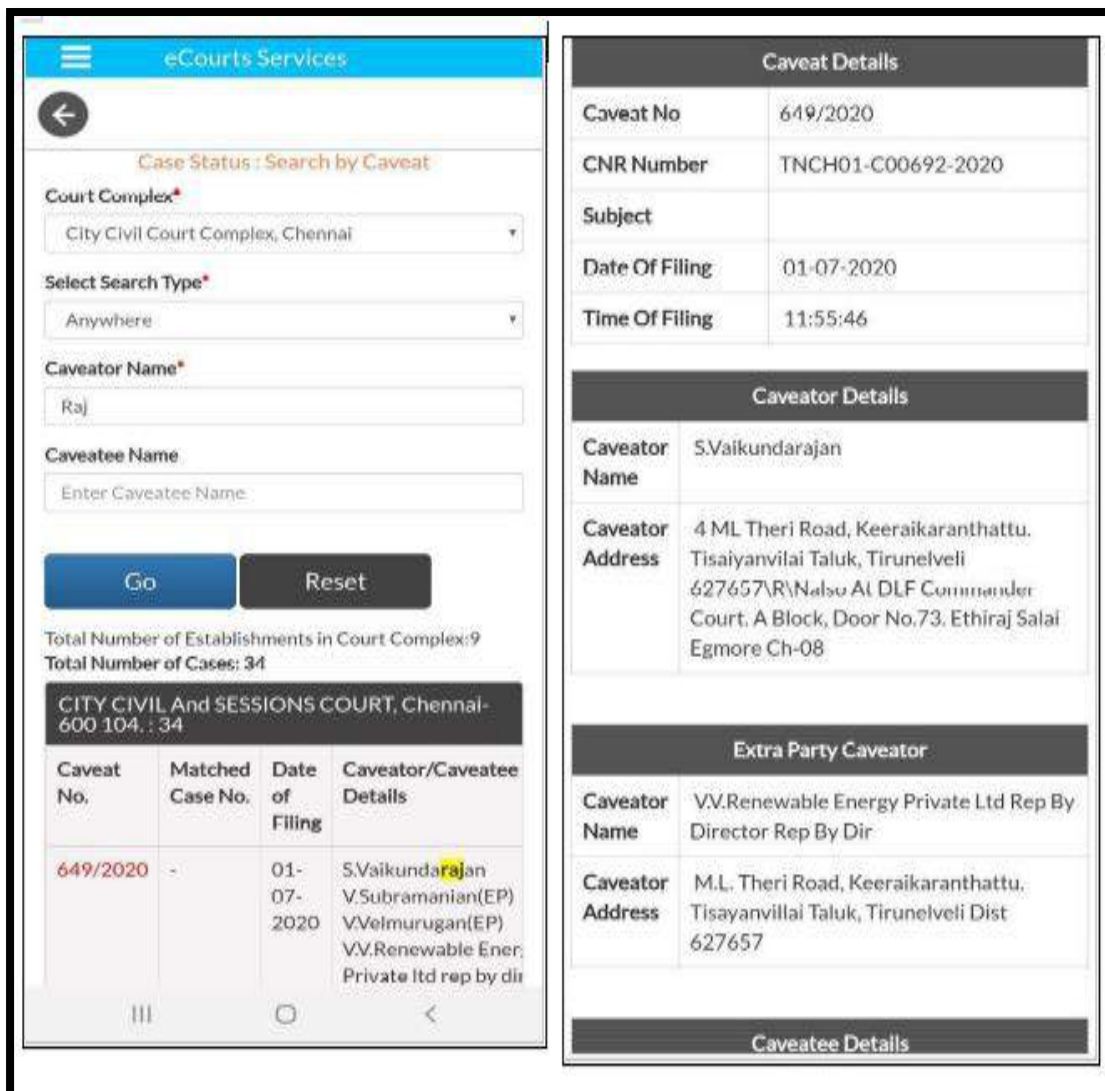 eCourts Services
Case Status : Search by Caveat
Court Complex*
City Civil Court Complex, Chennai
Select Search Type*
Anywhere
Caveator Name*
Raj
Caveatee Name
Enter Caveatee Name
Go
Reset
Total Number of Establishments in Court Complex:9
Total Number of Cases: 34
CITY CIVIL And SESSIONS COURT, Chennai-
600 104. : 34
Caveat No.
Matched Case No.
Date of Filing
Caveator/Caveatee Details
649/2020
-
01-
07-
2020
S.Vaikundarajan
V.Subramanian(EP)
V.Velmurugan(EP)
V.V.Renewable Ener
Private ltd rep by dir
Caveat Details
Caveat No 649/2020
CNR Number TNCH01-C00692-2020
Subject
Date Of Filing 01-07-2020
Time Of Filing 11:55:46
Caveator Details
Caveator Name
S.Vaikundarajan
Caveator Address
4 ML Theri Road, Keeraikaranthattu.
Tisaiyanvilai Taluk, Tirunelveli
627657\R\Nalso At DLF Commander
Court. A Block, Door No.73. Ethiraj Salai
Egmore Ch-08
Extra Party Caveator
Caveator Name
V.V.Renewable Energy Private Ltd Rep By
Director Rep By Dir
Caveator Address
M.L. Theri Road, Keeraikaranthattu.
Tisayanvillai Taluk, Tirunelveli Dist
627657
Caveatee Details